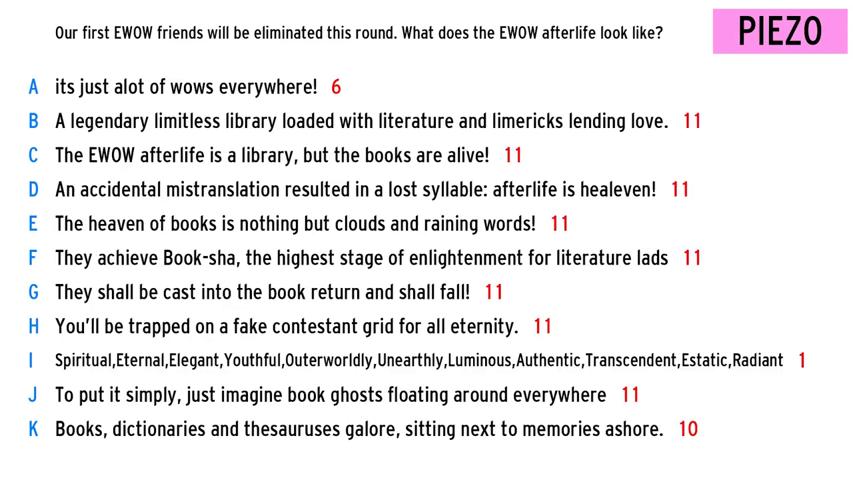 Our first EWOW friends will be eliminated this round. What does the EWOW afterlife look like?
PIEZO
A its just alot of wows everywhere! 6
B A legendary limitless library loaded with literature and limericks lending love. 11
C The EWOW afterlife is a library, but the books are alive! 11
D An accidental mistranslation resulted in a lost syllable: afterlife is healeven! 11
E The heaven of books is nothing but clouds and raining words! 11
F They achieve Book-sha, the highest stage of enlightenment for literature lads 11
G They shall be cast into the book return and shall fall! 11
H You'll be trapped on a fake contestant grid for all eternity. 11
I Spiritual,Eternal,Elegant,Youthful,Outerworldly,Unearthly,Luminous,Authentic,Transcendent,Estatic,Radiant 1
J To put it simply, just imagine book ghosts floating around everywhere 11
K Books, dictionaries and thesauruses galore, sitting next to memories ashore. 10